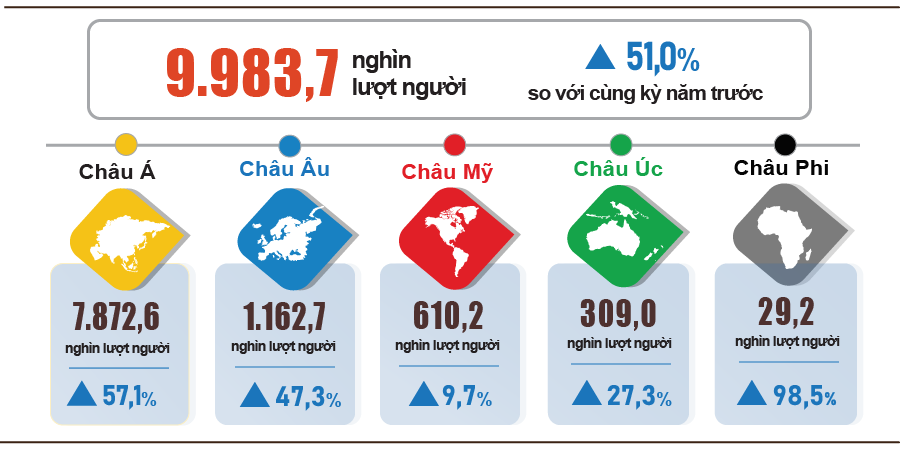 9.983,7
nghìn
lượt người
51,0%
so với cùng kỳ năm trước
Châu Á
Châu Âu
Châu Mỹ
Châu Úc
Châu Phi
7.872,6
nghìn lượt người
57,1%
1.162,7
nghìn lượt người
47,3%
610,2
nghìn lượt người
9,7%
309,0
nghìn lượt người
27,3%
29,2
nghìn lượt người
98,5%